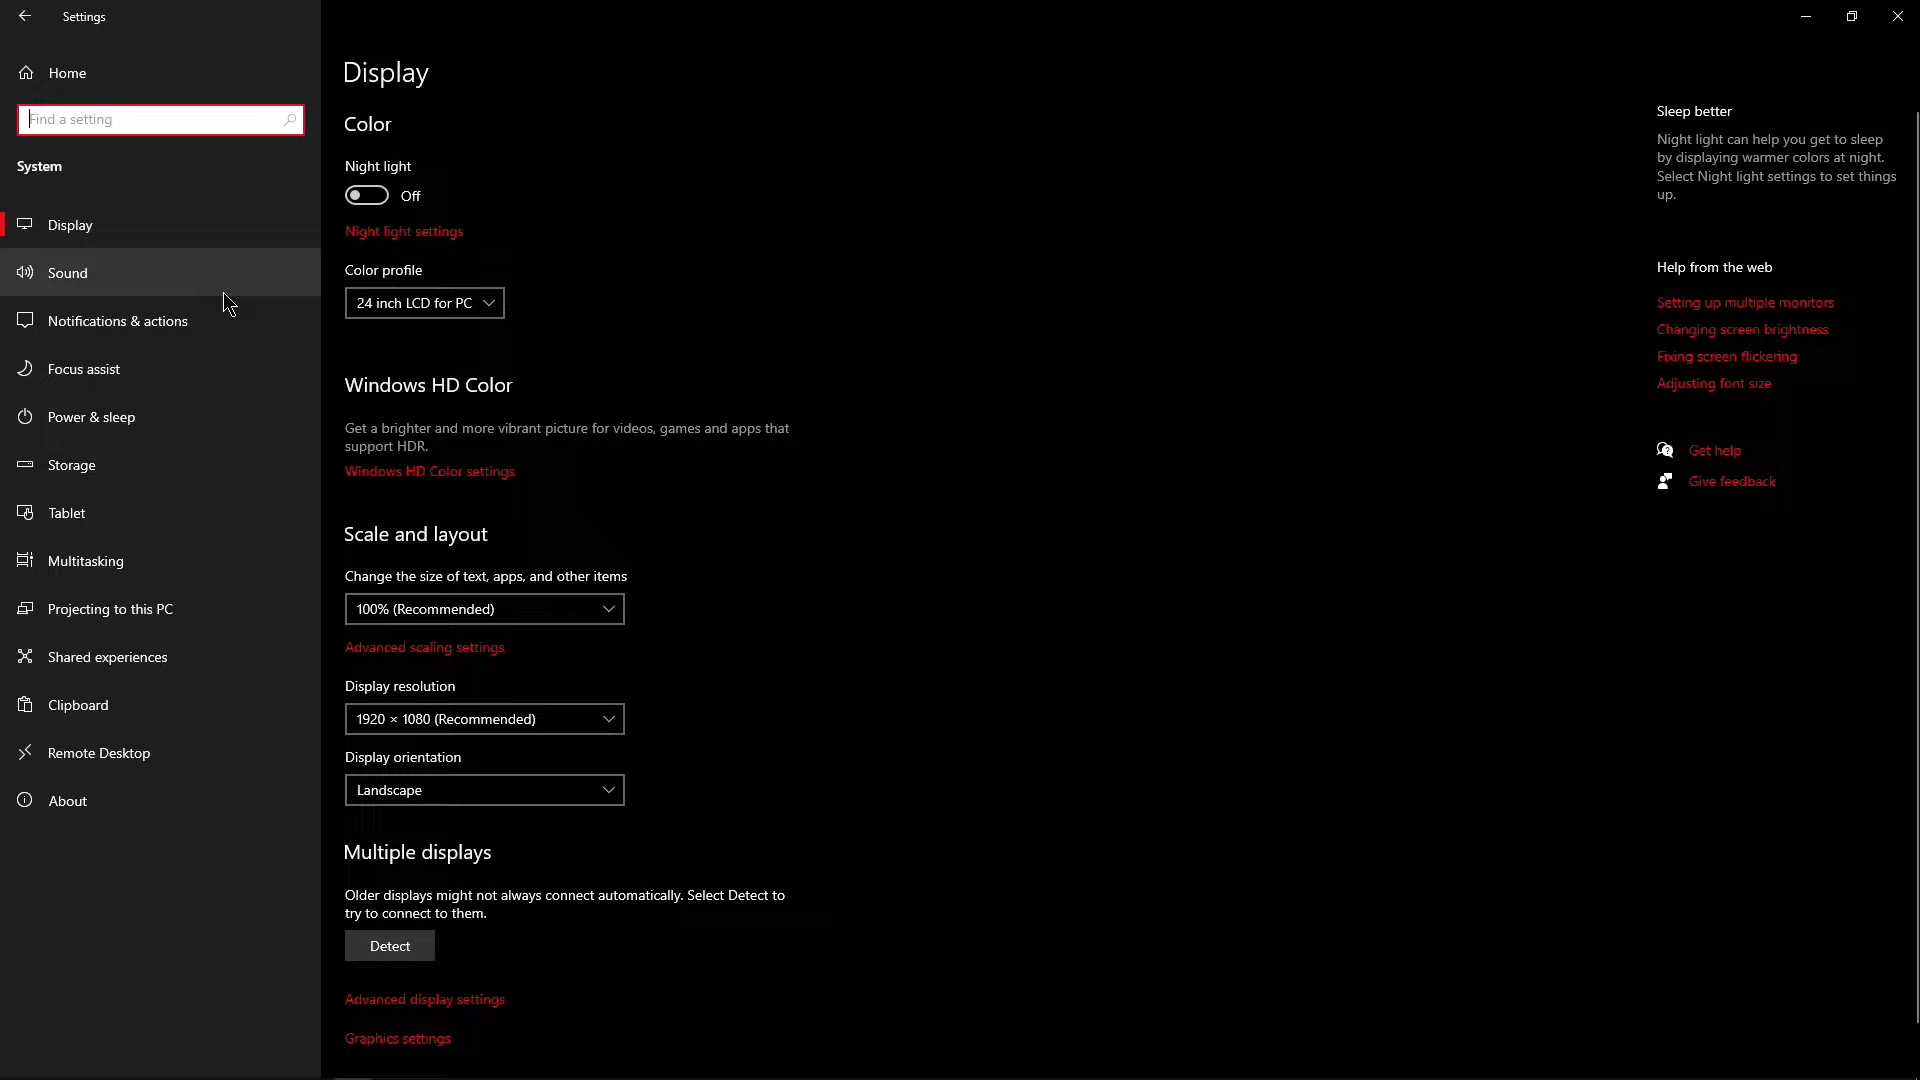 Settings
Home
Find a setting
System
Display
Sound
Notifications & actions
Focus assist
Power & sleep
Storage
Tablet
Multitasking
Projecting to this PC
Shared experiences
Clipboard
Remote Desktop
About
Display
Color
Night light
Off
Night light settings
Color profile
24 inch LCD for PC
Windows HD Color
Get a brighter and more vibrant picture for videos, games and apps that
support HDR.
Windows HD Color settings
Scale and layout
Change the size of text, apps, and other items
100% (Recommended)
Advanced scaling settings
Display resolution
1920 × 1080 (Recommended)
Display orientation
Landscape
Multiple displays
Older displays might not always connect automatically. Select Detect to
try to connect to them.
Detect
Advanced display settings
Graphics settings
Sleep better
Night light can help you get to sleep
by displaying warmer colors at night.
Select Night light settings to set things
up.
Help from the web
Setting up multiple monitors
Changing screen brightness
Fixing screen flickering
Adjusting font size
Get help
Give feedback